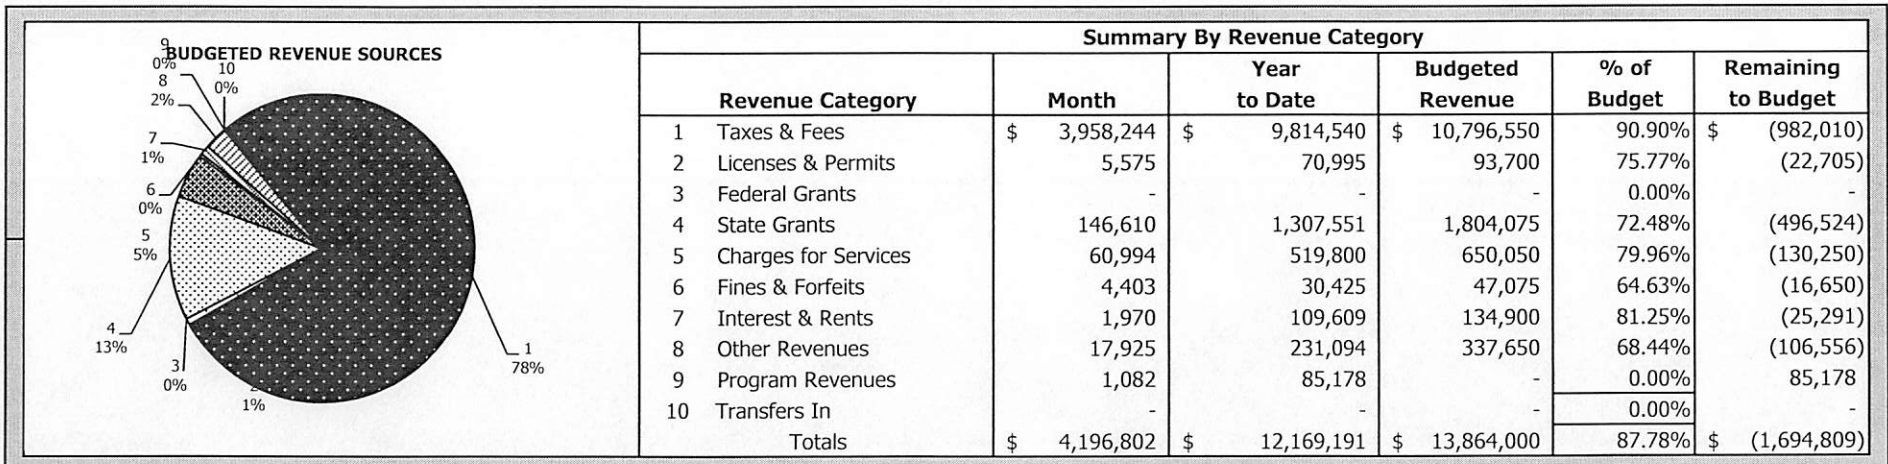 BUDGETED REVENUE SOURCES
9
0%
10
0%
8
2%
7
1%
6
0%
5
5%
4
13%
3
0%
1%
1
78%
Summary By Revenue Category
Revenue Category Month Year to Date Budgeted Revenue % of Budget Remaining to Budget
1 Taxes & Fees $ 3,958,244 $ 9,814,540 $ 10,796,550 90.90% $ (982,010)
2 Licenses & Permits 5,575 70,995 93,700 75.77% (22,705)
3 Federal Grants - - - 0.00% -
4 State Grants 146,610 1,307,551 1,804,075 72.48% (496,524)
5 Charges for Services 60,994 519,800 650,050 79.96% (130,250)
6 Fines & Forfeits 4,403 30,425 47,075 64.63% (16,650)
7 Interest & Rents 1,970 109,609 134,900 81.25% (25,291)
8 Other Revenues 17,925 231,094 337,650 68.44% (106,556)
9 Program Revenues 1,082 85,178 - 0.00% 85,178
10 Transfers In - - - 0.00% -
Totals $ 4,196,802 $ 12,169,191 $ 13,864,000 87.78% $ (1,694,809)